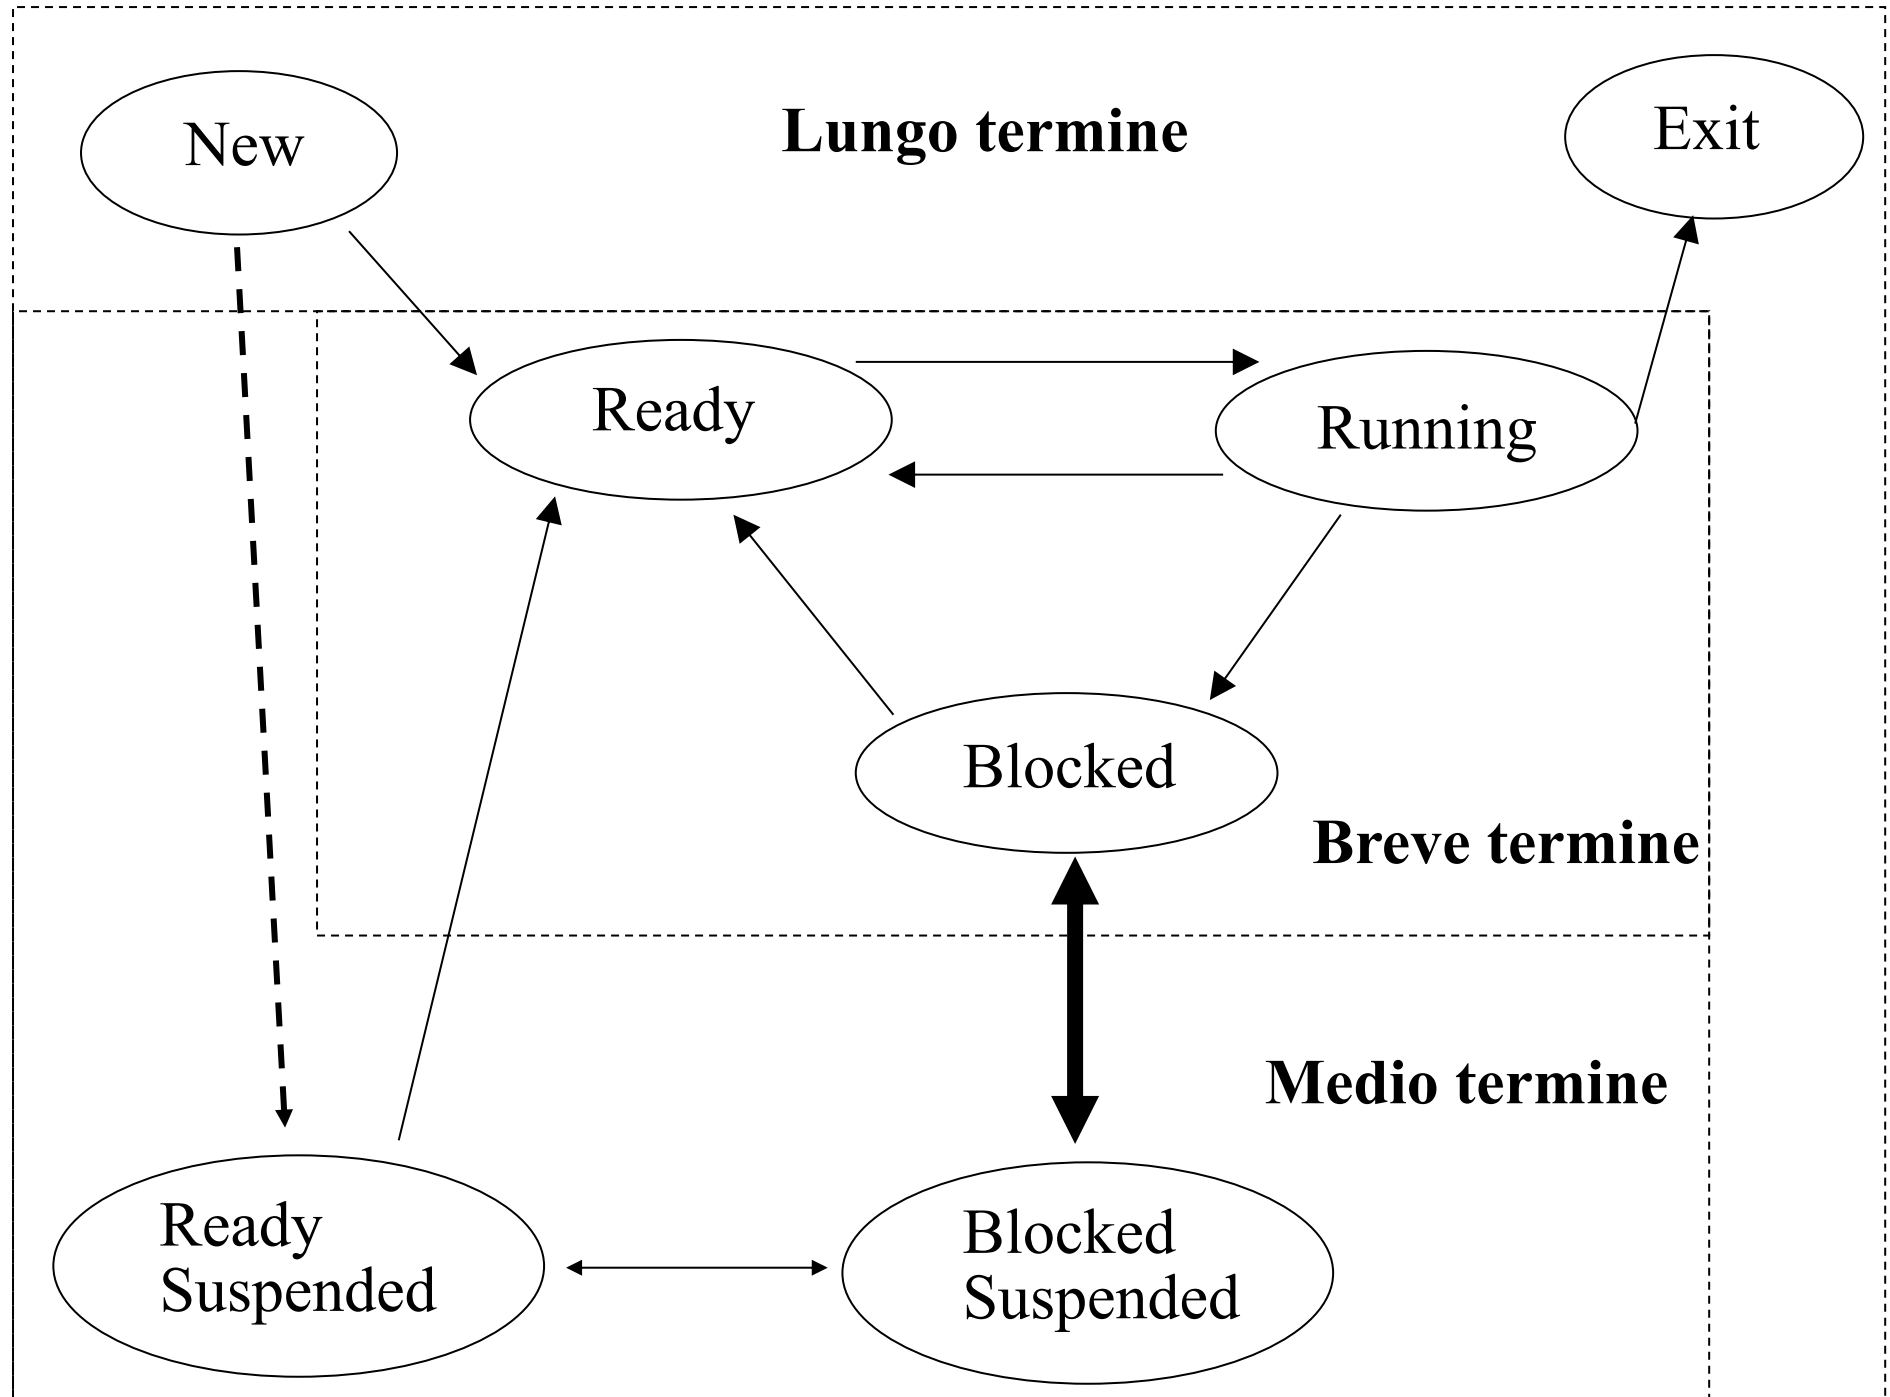 New
Lungo termine
Exit
Ready
Running
Blocked
Breve termine
Medio termine
Ready
Suspended
Blocked
Suspended